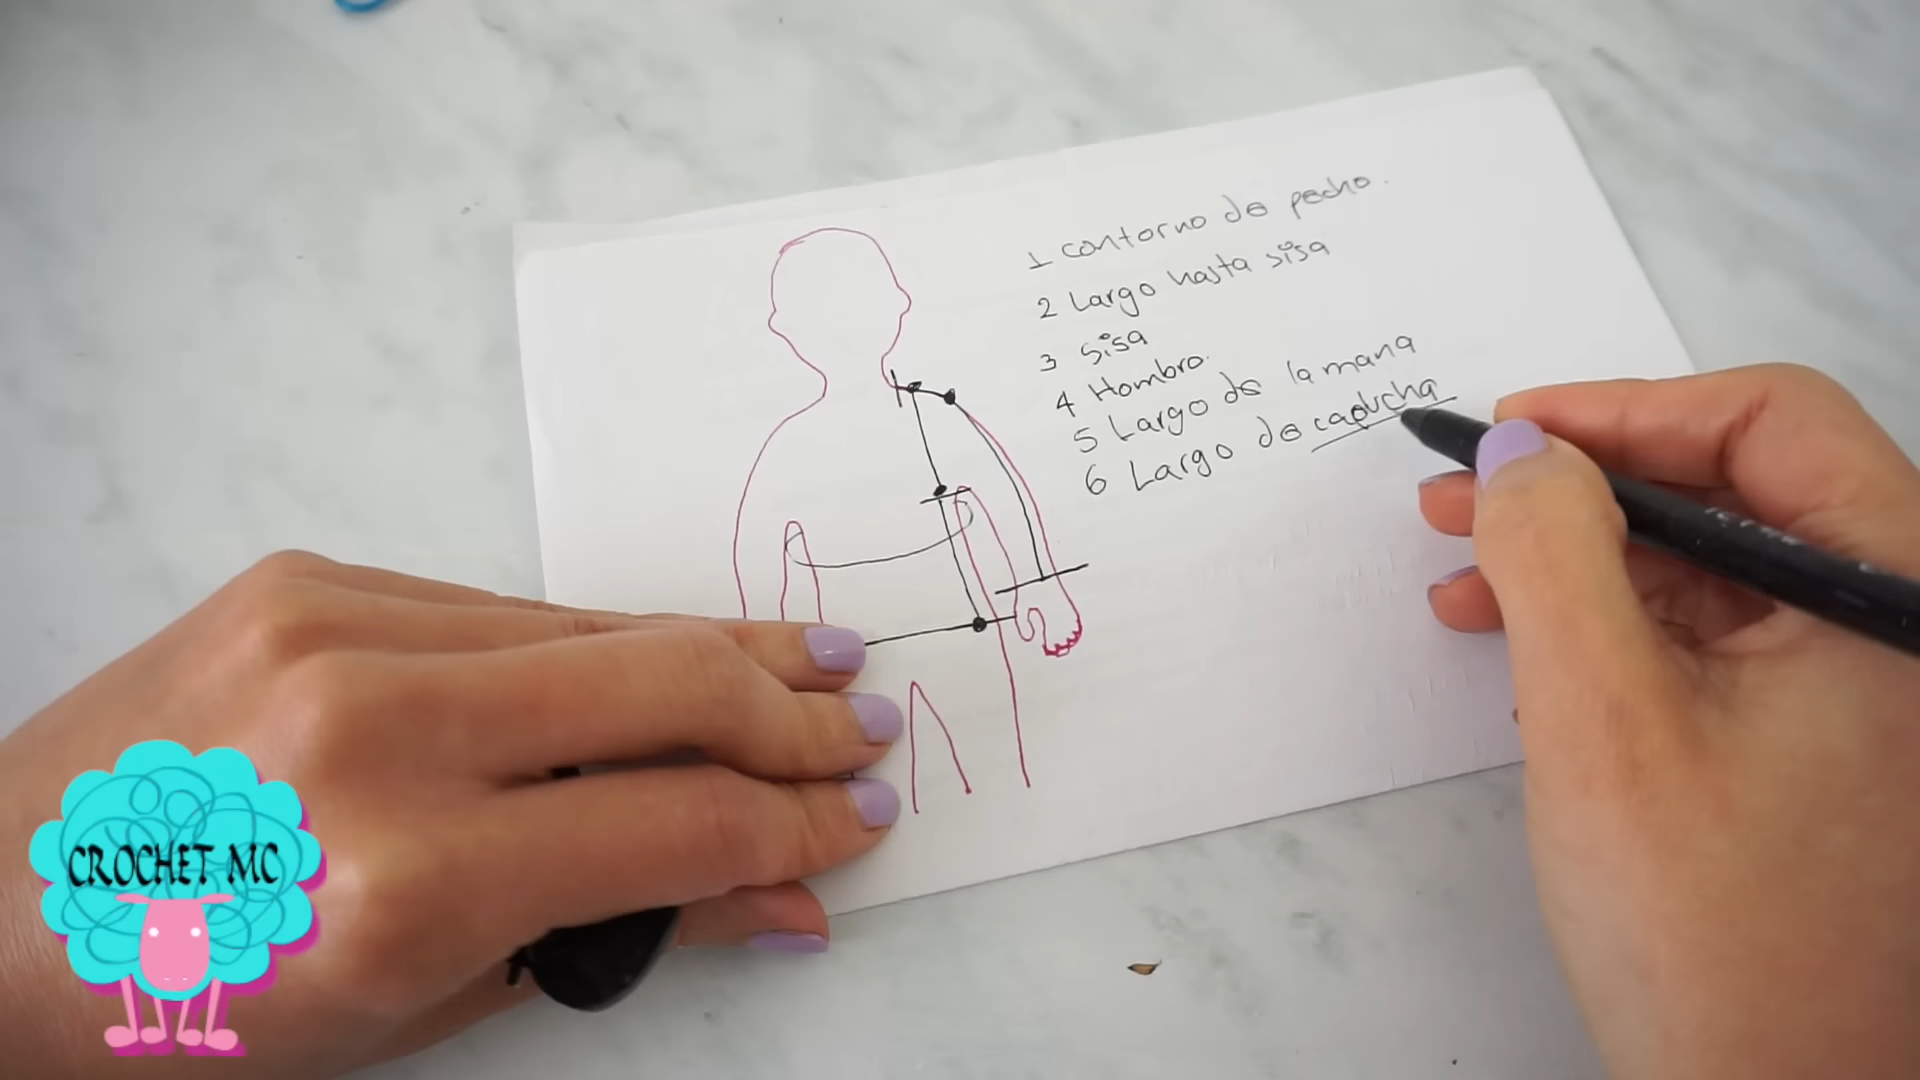 1 contorno de pecho.
2 Largo hasta sisa
3 sisa
4 Hombro.
5 Largo de la mana
6 Largo de capucha
CROCHET MC